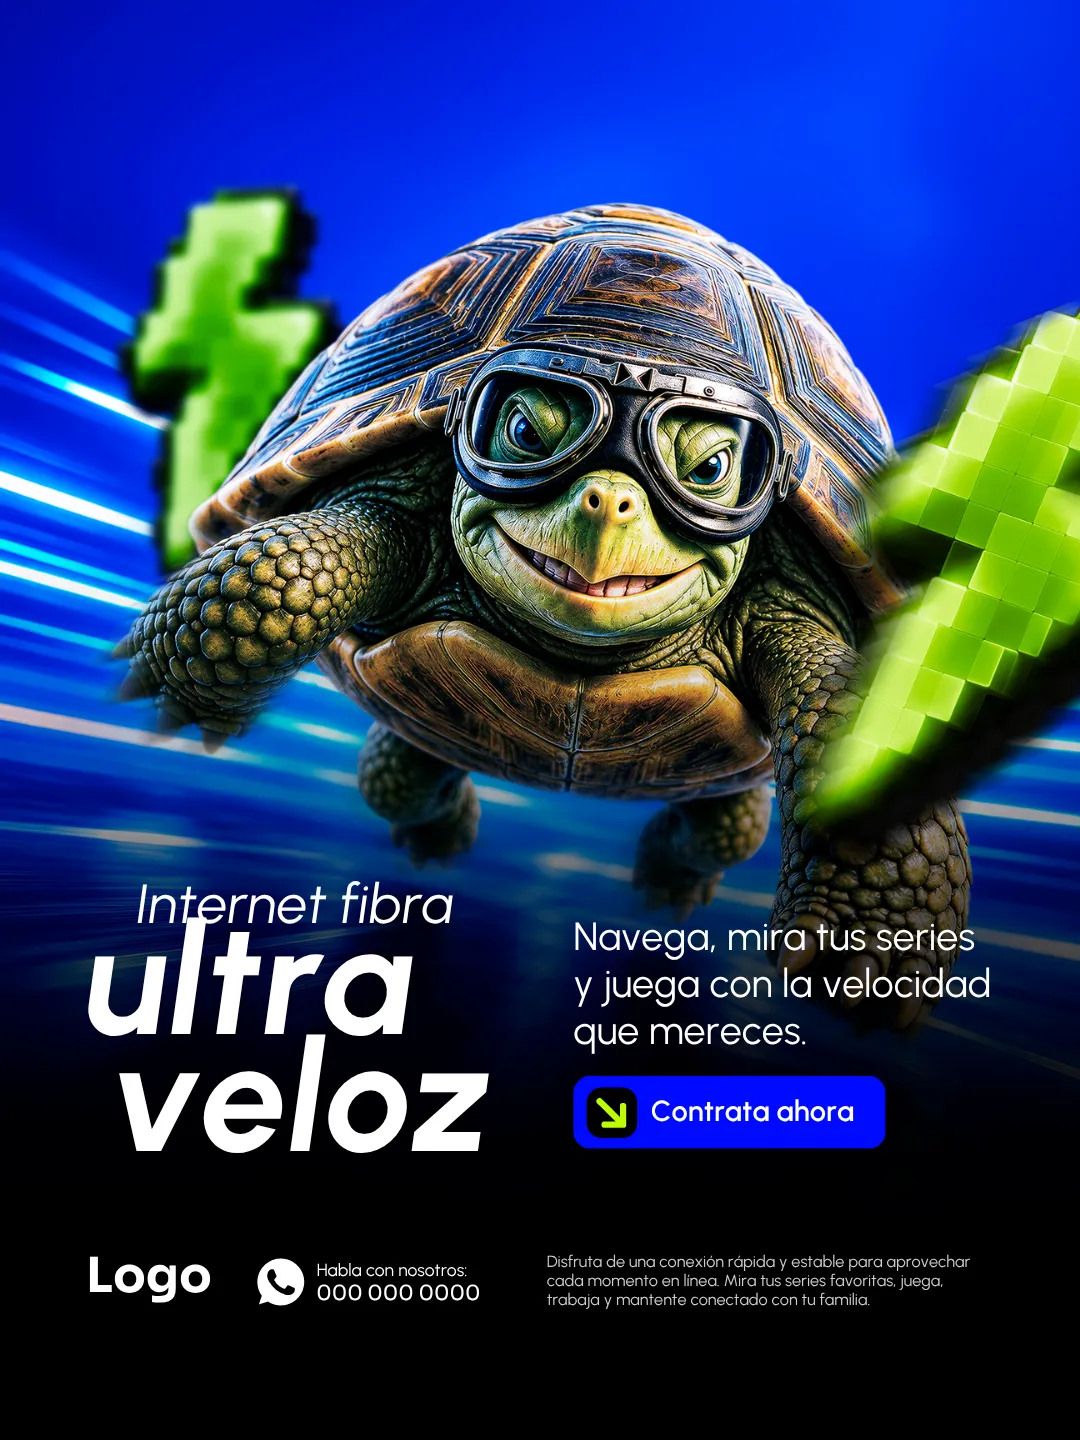 Internet fibra
ultra
veloz
Navega, mira tus series
y juega con la velocidad
que mereces.
Contrata ahora
Logo
Habla con nosotros:
000 000 0000
Disfruta de una conexión rápida y estable para aprovechar
cada momento en línea. Mira tus series favoritas, juega,
trabaja y mantente conectado con tu familia.